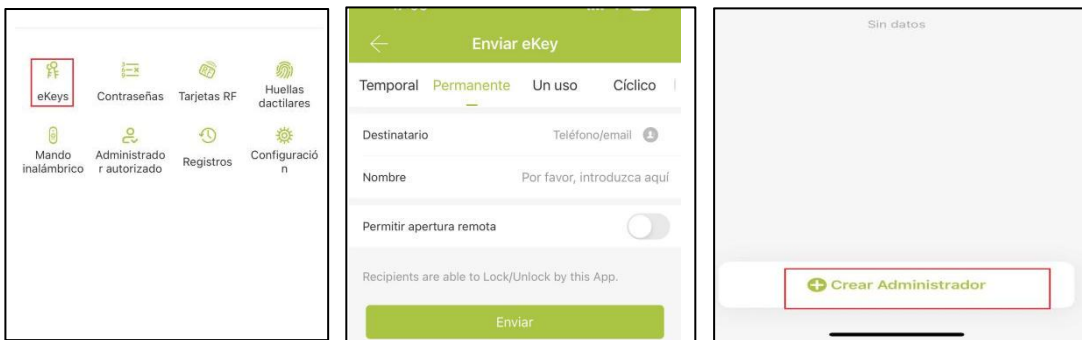 eKeys
Contraseñas
Tarjetas RF
Huellas
dactilares
Mando
inalámbrico
Administrado
r autorizado
Registros
Configuració
n
Enviar eKey
Temporal Permanente Un uso Cíclico
Destinatario Teléfono/email
Nombre Por favor, introduzca aquí
Permitir apertura remota
Recipients are able to Lock/Unlock by this App.
Enviar
Sin datos
Crear Administrador